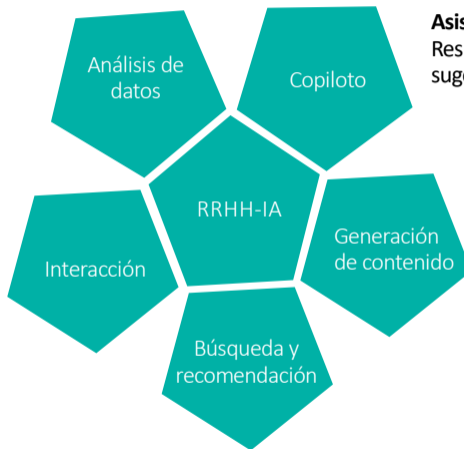 Análisis de
datos
Copiloto
RRHH-IA
Interacción
Generación
de contenido
Búsqueda y
recomendación